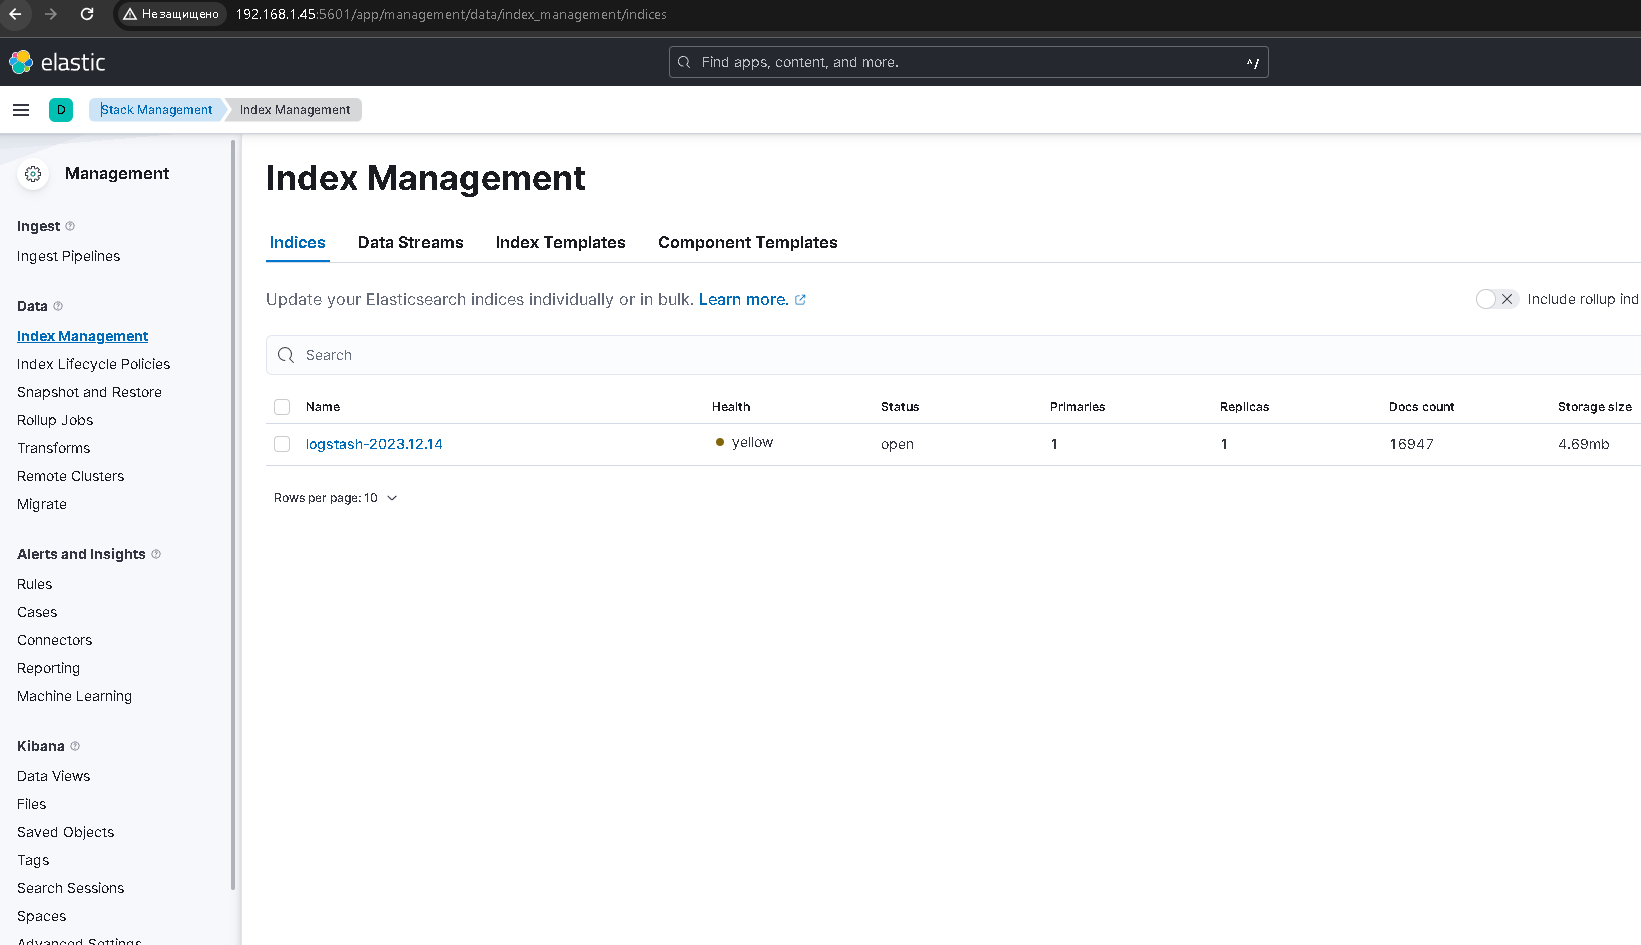 Не защищено 192.168.1.45:5601/app/management/data/index_management/indices
elastic
Find apps, content, and more. ^/
D Stack Management Index Management
Management
Ingest
Ingest Pipelines
Data
Index Management
Index Lifecycle Policies
Snapshot and Restore
Rollup Jobs
Transforms
Remote Clusters
Migrate
Alerts and Insights
Rules
Cases
Connectors
Reporting
Machine Learning
Kibana
Data Views
Files
Saved Objects
Tags
Search Sessions
Spaces
Advanced Settings
Index Management
Indices Data Streams Index Templates Component Templates
Update your Elasticsearch indices individually or in bulk. Learn more.
Include rollup ind
Search
Name Health Status Primaries Replicas Docs count Storage size
logstash-2023.12.14 yellow open 1 1 16947 4.69mb
Rows per page: 10